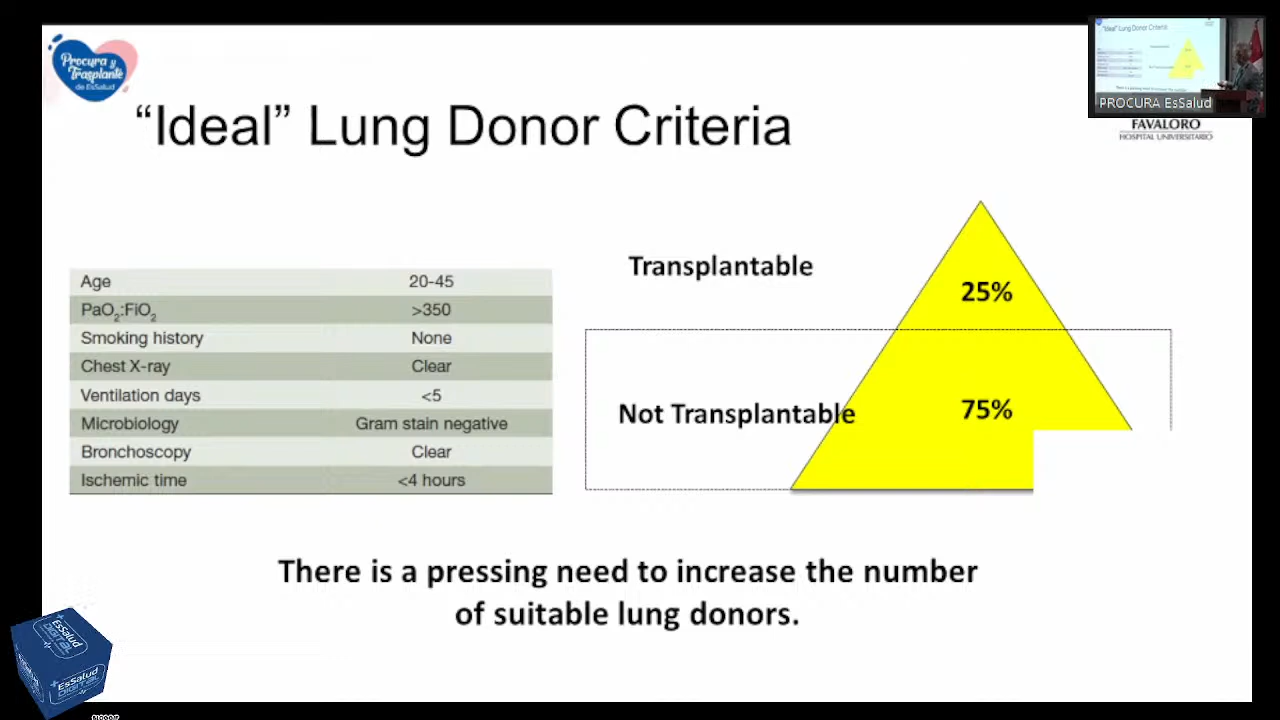 Procura y
Trasplante
de EsSalud
"Ideal" Lung Donor Criteria
PROCURA EsSalud
FAVALORO
HOSPITAL UNIVERSITARIO
Age 20-45
PaO2:FiO2 >350
Smoking history None
Chest X-ray Clear
Ventilation days <5
Microbiology Gram stain negative
Bronchoscopy Clear
Ischemic time <4 hours
Transplantable
25%
Not Transplantable
75%
There is a pressing need to increase the number
of suitable lung donors.
EsSalud
DIGITAL
EsSalud
DIGITAL